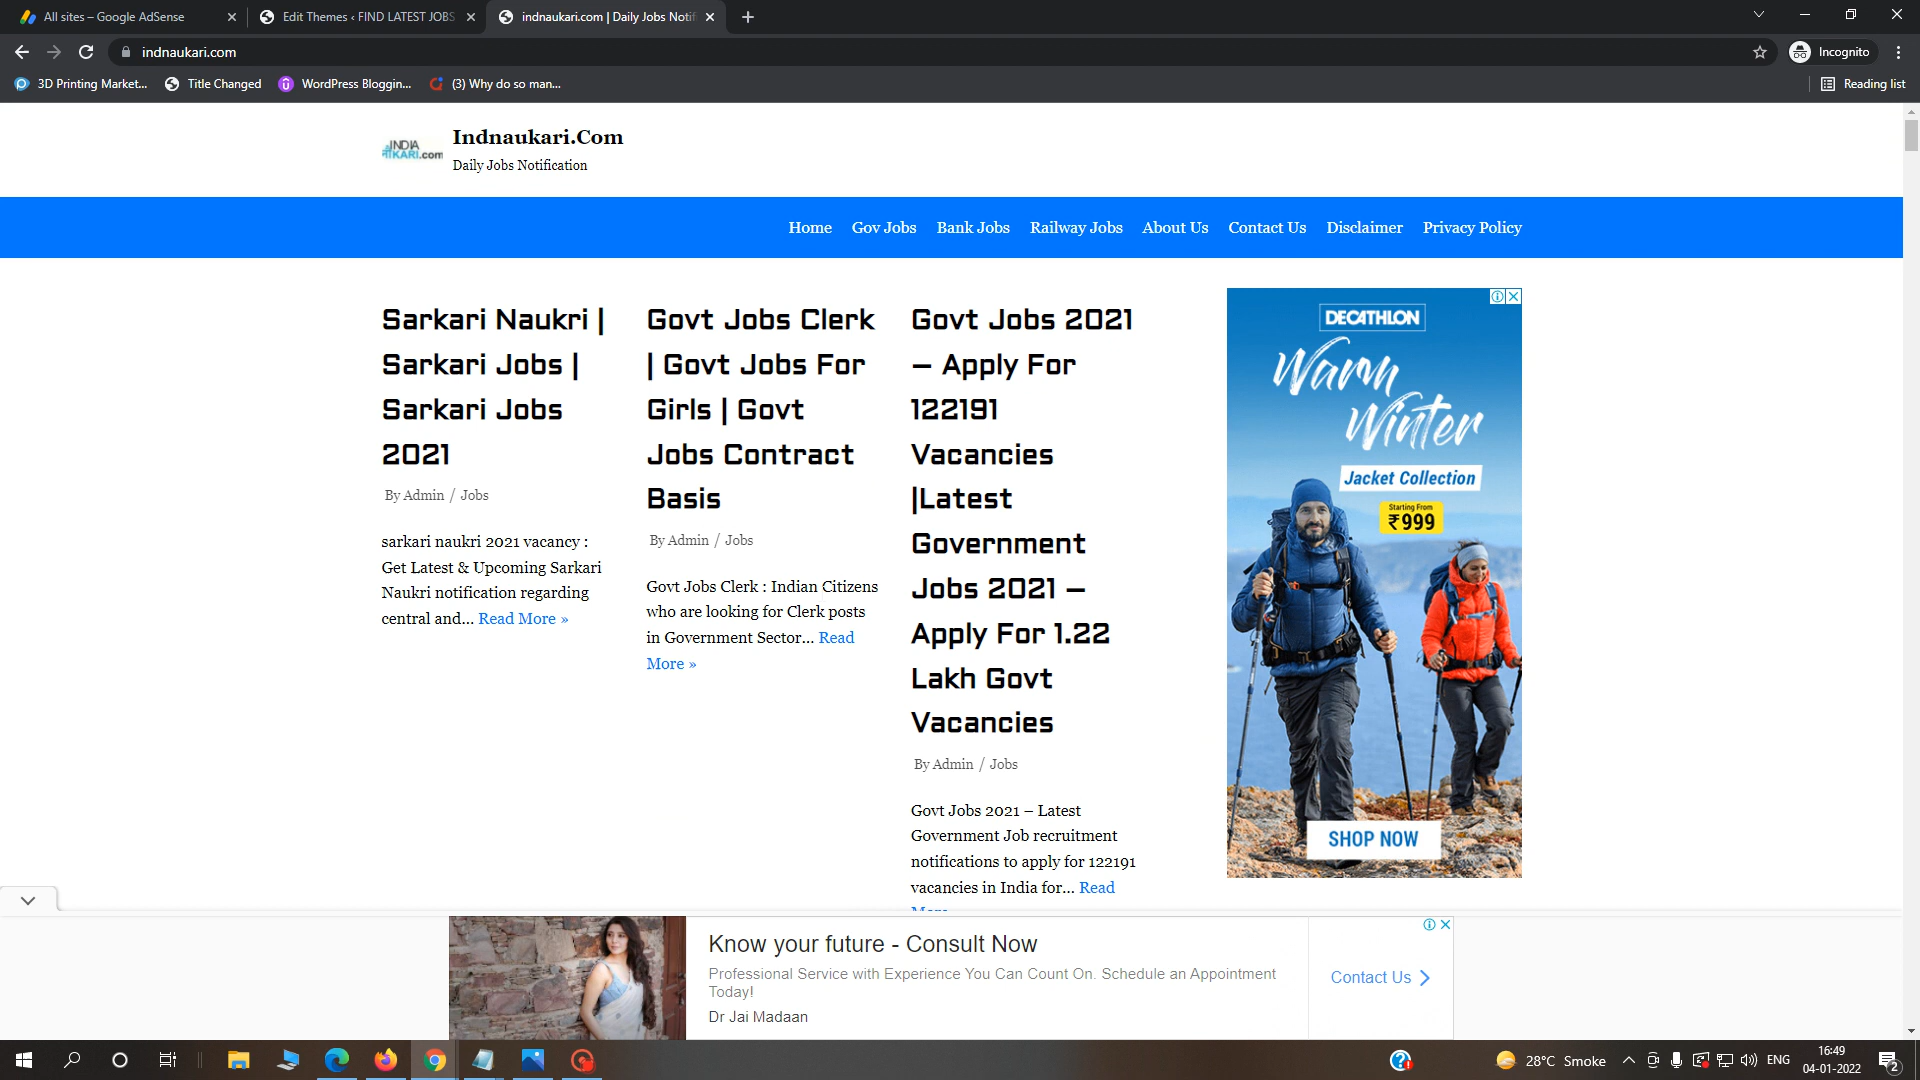 All sites – Google AdSense
Edit Themes ‹ FIND LATEST JOBS
indnaukari.com | Daily Jobs Notif
indnaukari.com
Incognito
3D Printing Market...
Title Changed
WordPress Bloggin...
(3) Why do so man...
Reading list
INDIA
नौKARI.com
Indnaukari.Com
Daily Jobs Notification
Home
Gov Jobs
Bank Jobs
Railway Jobs
About Us
Contact Us
Disclaimer
Privacy Policy
Sarkari Naukri |
Sarkari Jobs |
Sarkari Jobs
2021
By Admin / Jobs
sarkari naukri 2021 vacancy :
Get Latest & Upcoming Sarkari
Naukri notification regarding
central and... Read More »
Govt Jobs Clerk
| Govt Jobs For
Girls | Govt
Jobs Contract
Basis
By Admin / Jobs
Govt Jobs Clerk : Indian Citizens
who are looking for Clerk posts
in Government Sector... Read
More »
Govt Jobs 2021
– Apply For
122191
Vacancies
|Latest
Government
Jobs 2021 –
Apply For 1.22
Lakh Govt
Vacancies
By Admin / Jobs
Govt Jobs 2021 – Latest
Government Job recruitment
notifications to apply for 122191
vacancies in India for... Read
DECATHLON
Warm
Winter
Jacket Collection
Starting From
₹999
SHOP NOW
Know your future - Consult Now
Professional Service with Experience You Can Count On. Schedule an Appointment
Today!
Dr Jai Madaan
Contact Us
28°C Smoke
ENG
16:49
04-01-2022
2